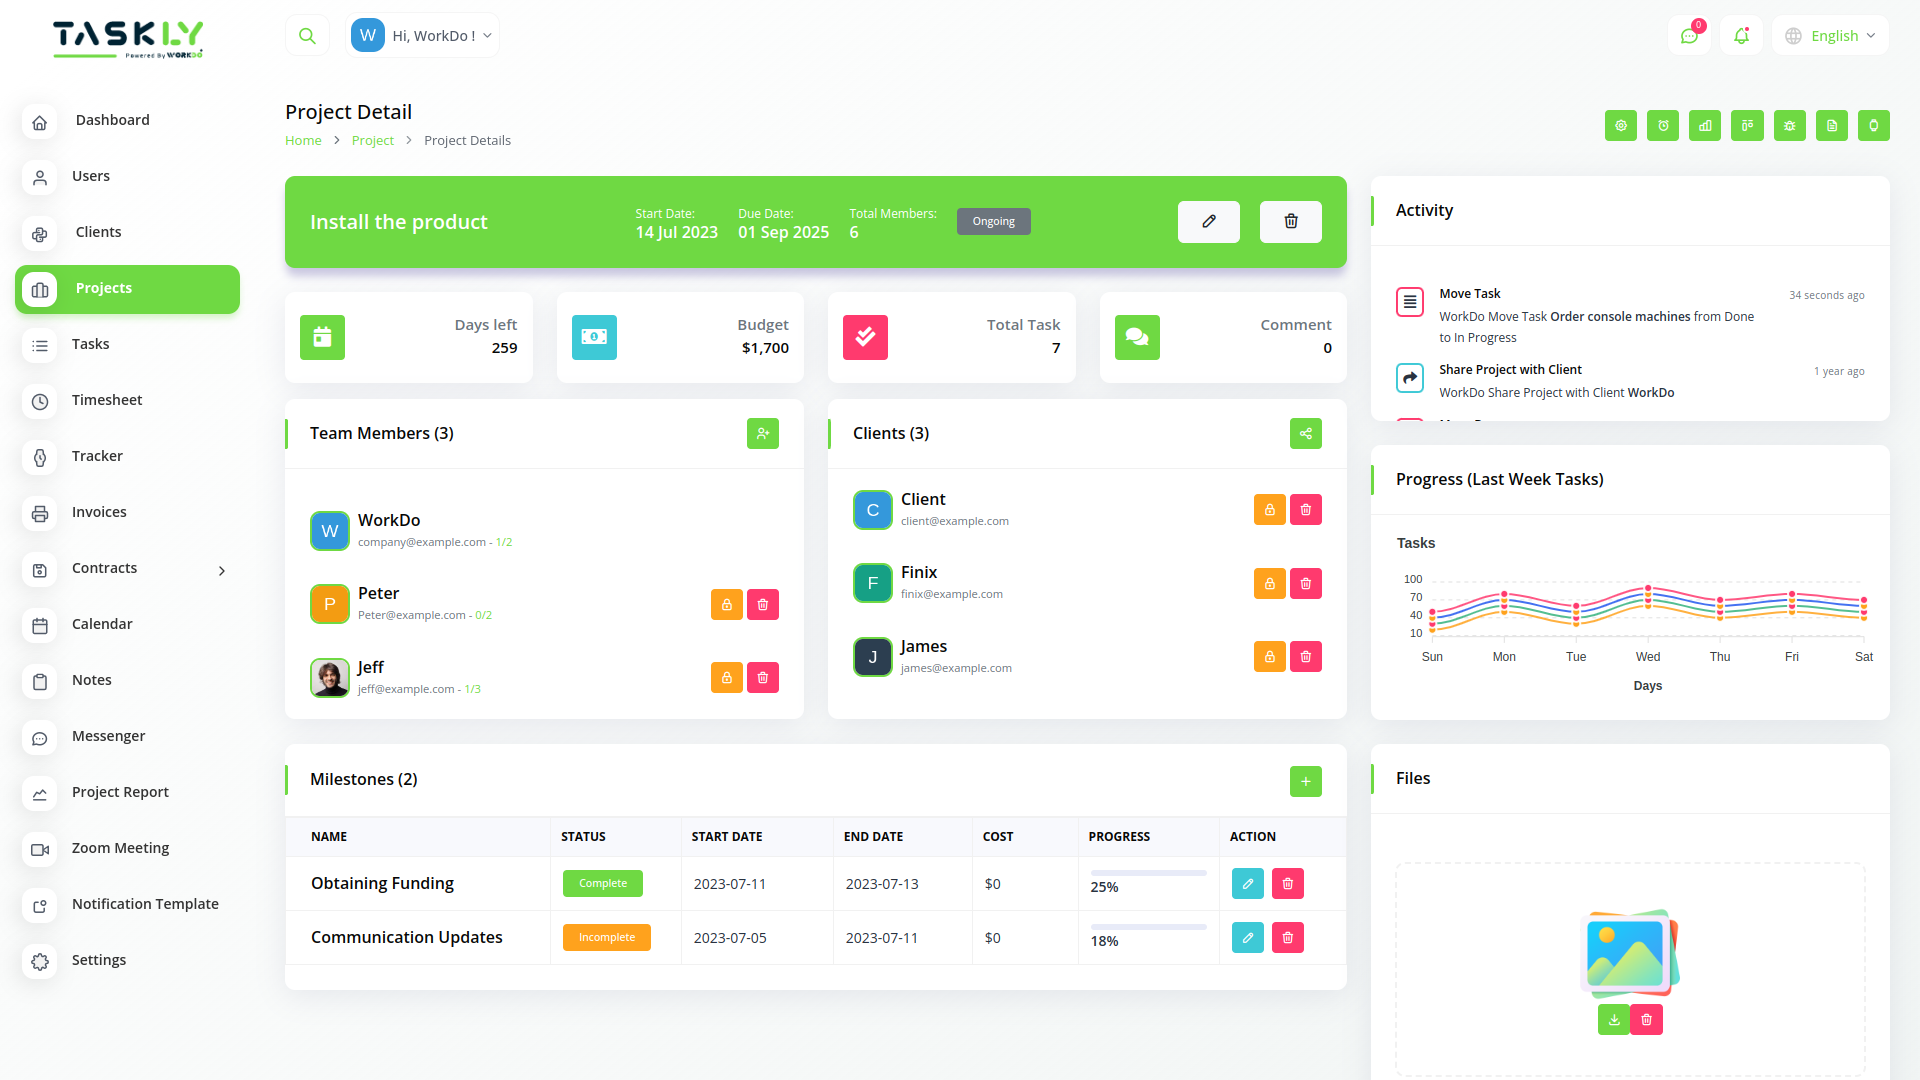 TASKLY
Powered By WORKDO
W
Hi, WorkDo !
0
English
Dashboard
Users
Clients
Projects
Tasks
Timesheet
Tracker
Invoices
Contracts
Calendar
Notes
Messenger
Project Report
Zoom Meeting
Notification Template
Settings
Project Detail
Home > Project > Project Details
Install the product
Start Date:
14 Jul 2023
Due Date:
01 Sep 2025
Total Members:
6
Ongoing
Days left
259
Budget
$1,700
Total Task
7
Comment
0
Team Members (3)
W
WorkDo
company@example.com - 1/2
P
Peter
Peter@example.com - 0/2
Jeff
jeff@example.com - 1/3
Clients (3)
C
Client
client@example.com
F
Finix
finix@example.com
J
James
james@example.com
Milestones (2)
+
NAME STATUS START DATE END DATE COST PROGRESS ACTION
Obtaining Funding Complete 2023-07-11 2023-07-13 $0 25%
Communication Updates Incomplete 2023-07-05 2023-07-11 $0 18%
Activity
Move Task
34 seconds ago
WorkDo Move Task Order console machines from Done
to In Progress
Share Project with Client
1 year ago
WorkDo Share Project with Client WorkDo
Progress (Last Week Tasks)
Tasks
100
70
40
10
Sun Mon Tue Wed Thu Fri Sat
Days
Files